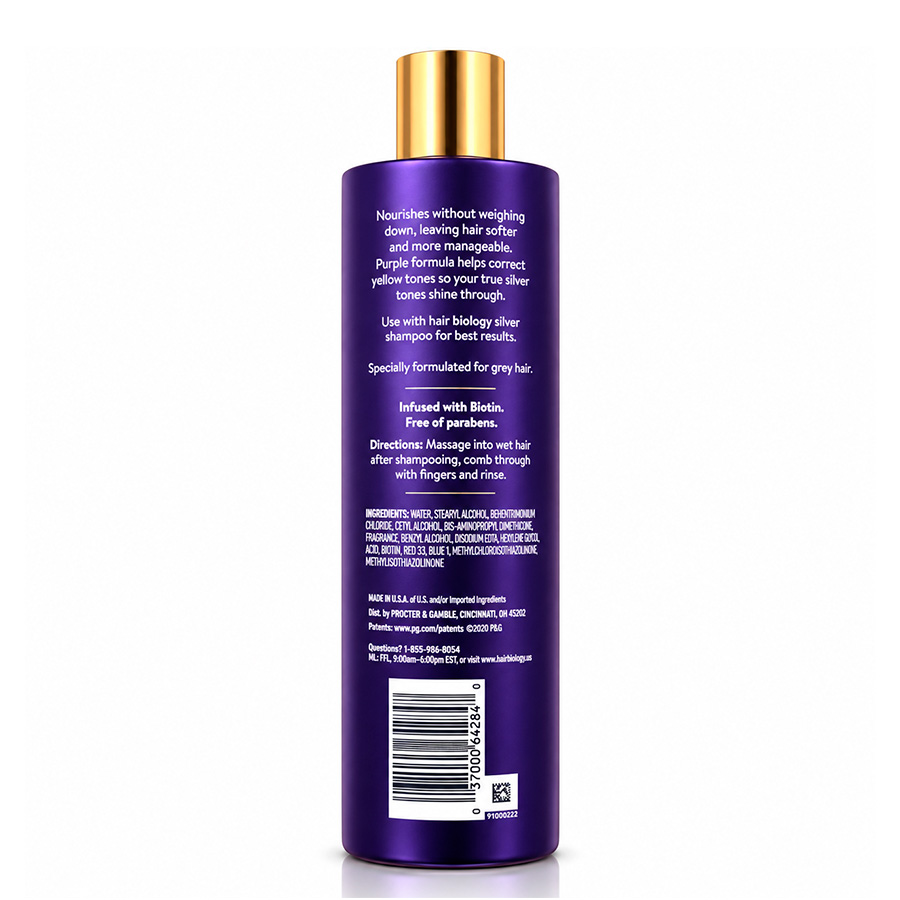 Nourishes without weighing
down, leaving hair softer
and more manageable.
Purple formula helps correct
yellow tones so your true silver
tones shine through.
Use with hair biology silver
shampoo for best results.
Specially formulated for grey hair.
Infused with Biotin.
Free of parabens.
Directions: Massage into wet hair
after shampooing, comb through
with fingers and rinse.
INGREDIENTS: WATER, STEARYL ALCOHOL, BEHENTRIMONIUM
CHLORIDE, CETYL ALCOHOL, BIS-AMINOPROPYL DIMETHICONE,
FRAGRANCE, BENZYL ALCOHOL, DISODIUM EDTA, HEXYLENE GLYCOL,
ACID, BIOTIN, RED 33, BLUE 1, METHYLCHLOROISOTHIAZOLINONE,
METHYLISOTHIAZOLINONE
MADE IN U.S.A. of U.S. and/or Imported Ingredients
Dist. by PROCTER & GAMBLE, CINCINNATI, OH 45202
Patents: www.pg.com/patents ©2020 P&G
Questions? 1-855-986-8054
ML: FFL, 9:00am–6:00pm EST, or visit www.hairbiology.us
0 37000 64284 0
91000222